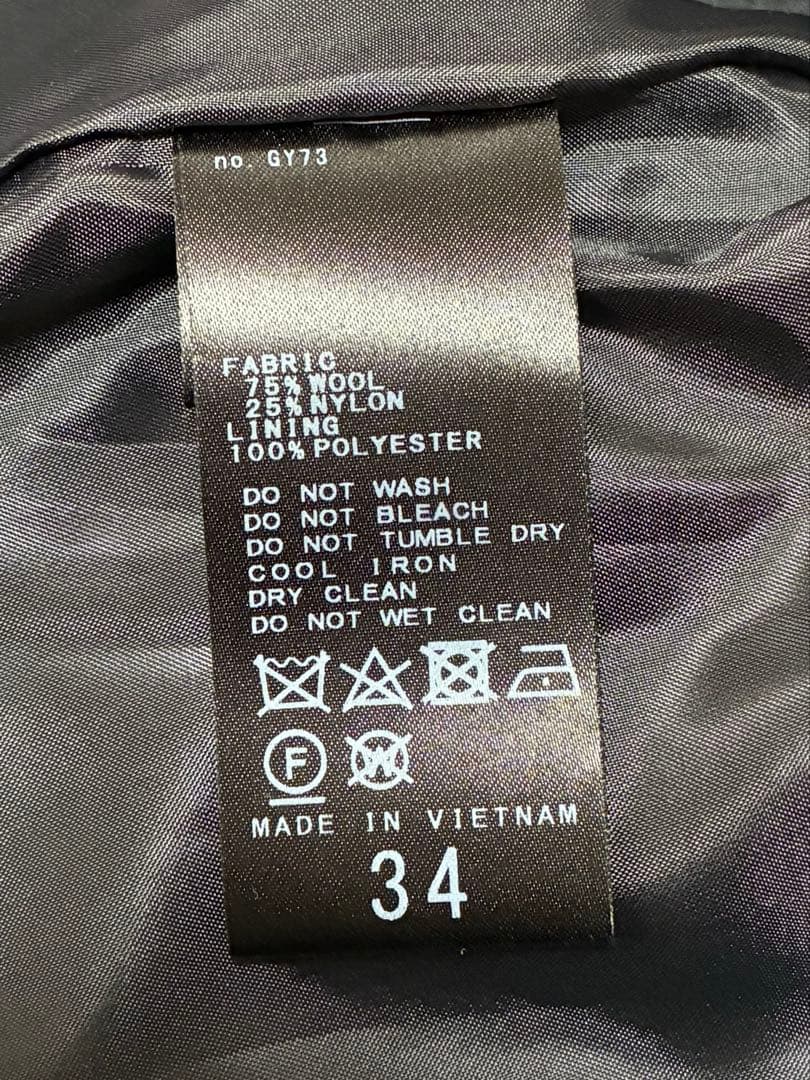 no. GY73
FABRIC
75% WOOL
25% NYLON
LINING
100% POLYESTER
DO NOT WASH
DO NOT BLEACH
DO NOT TUMBLE DRY
COOL IRON
DRY CLEAN
DO NOT WET CLEAN
F W
MADE IN VIETNAM
34